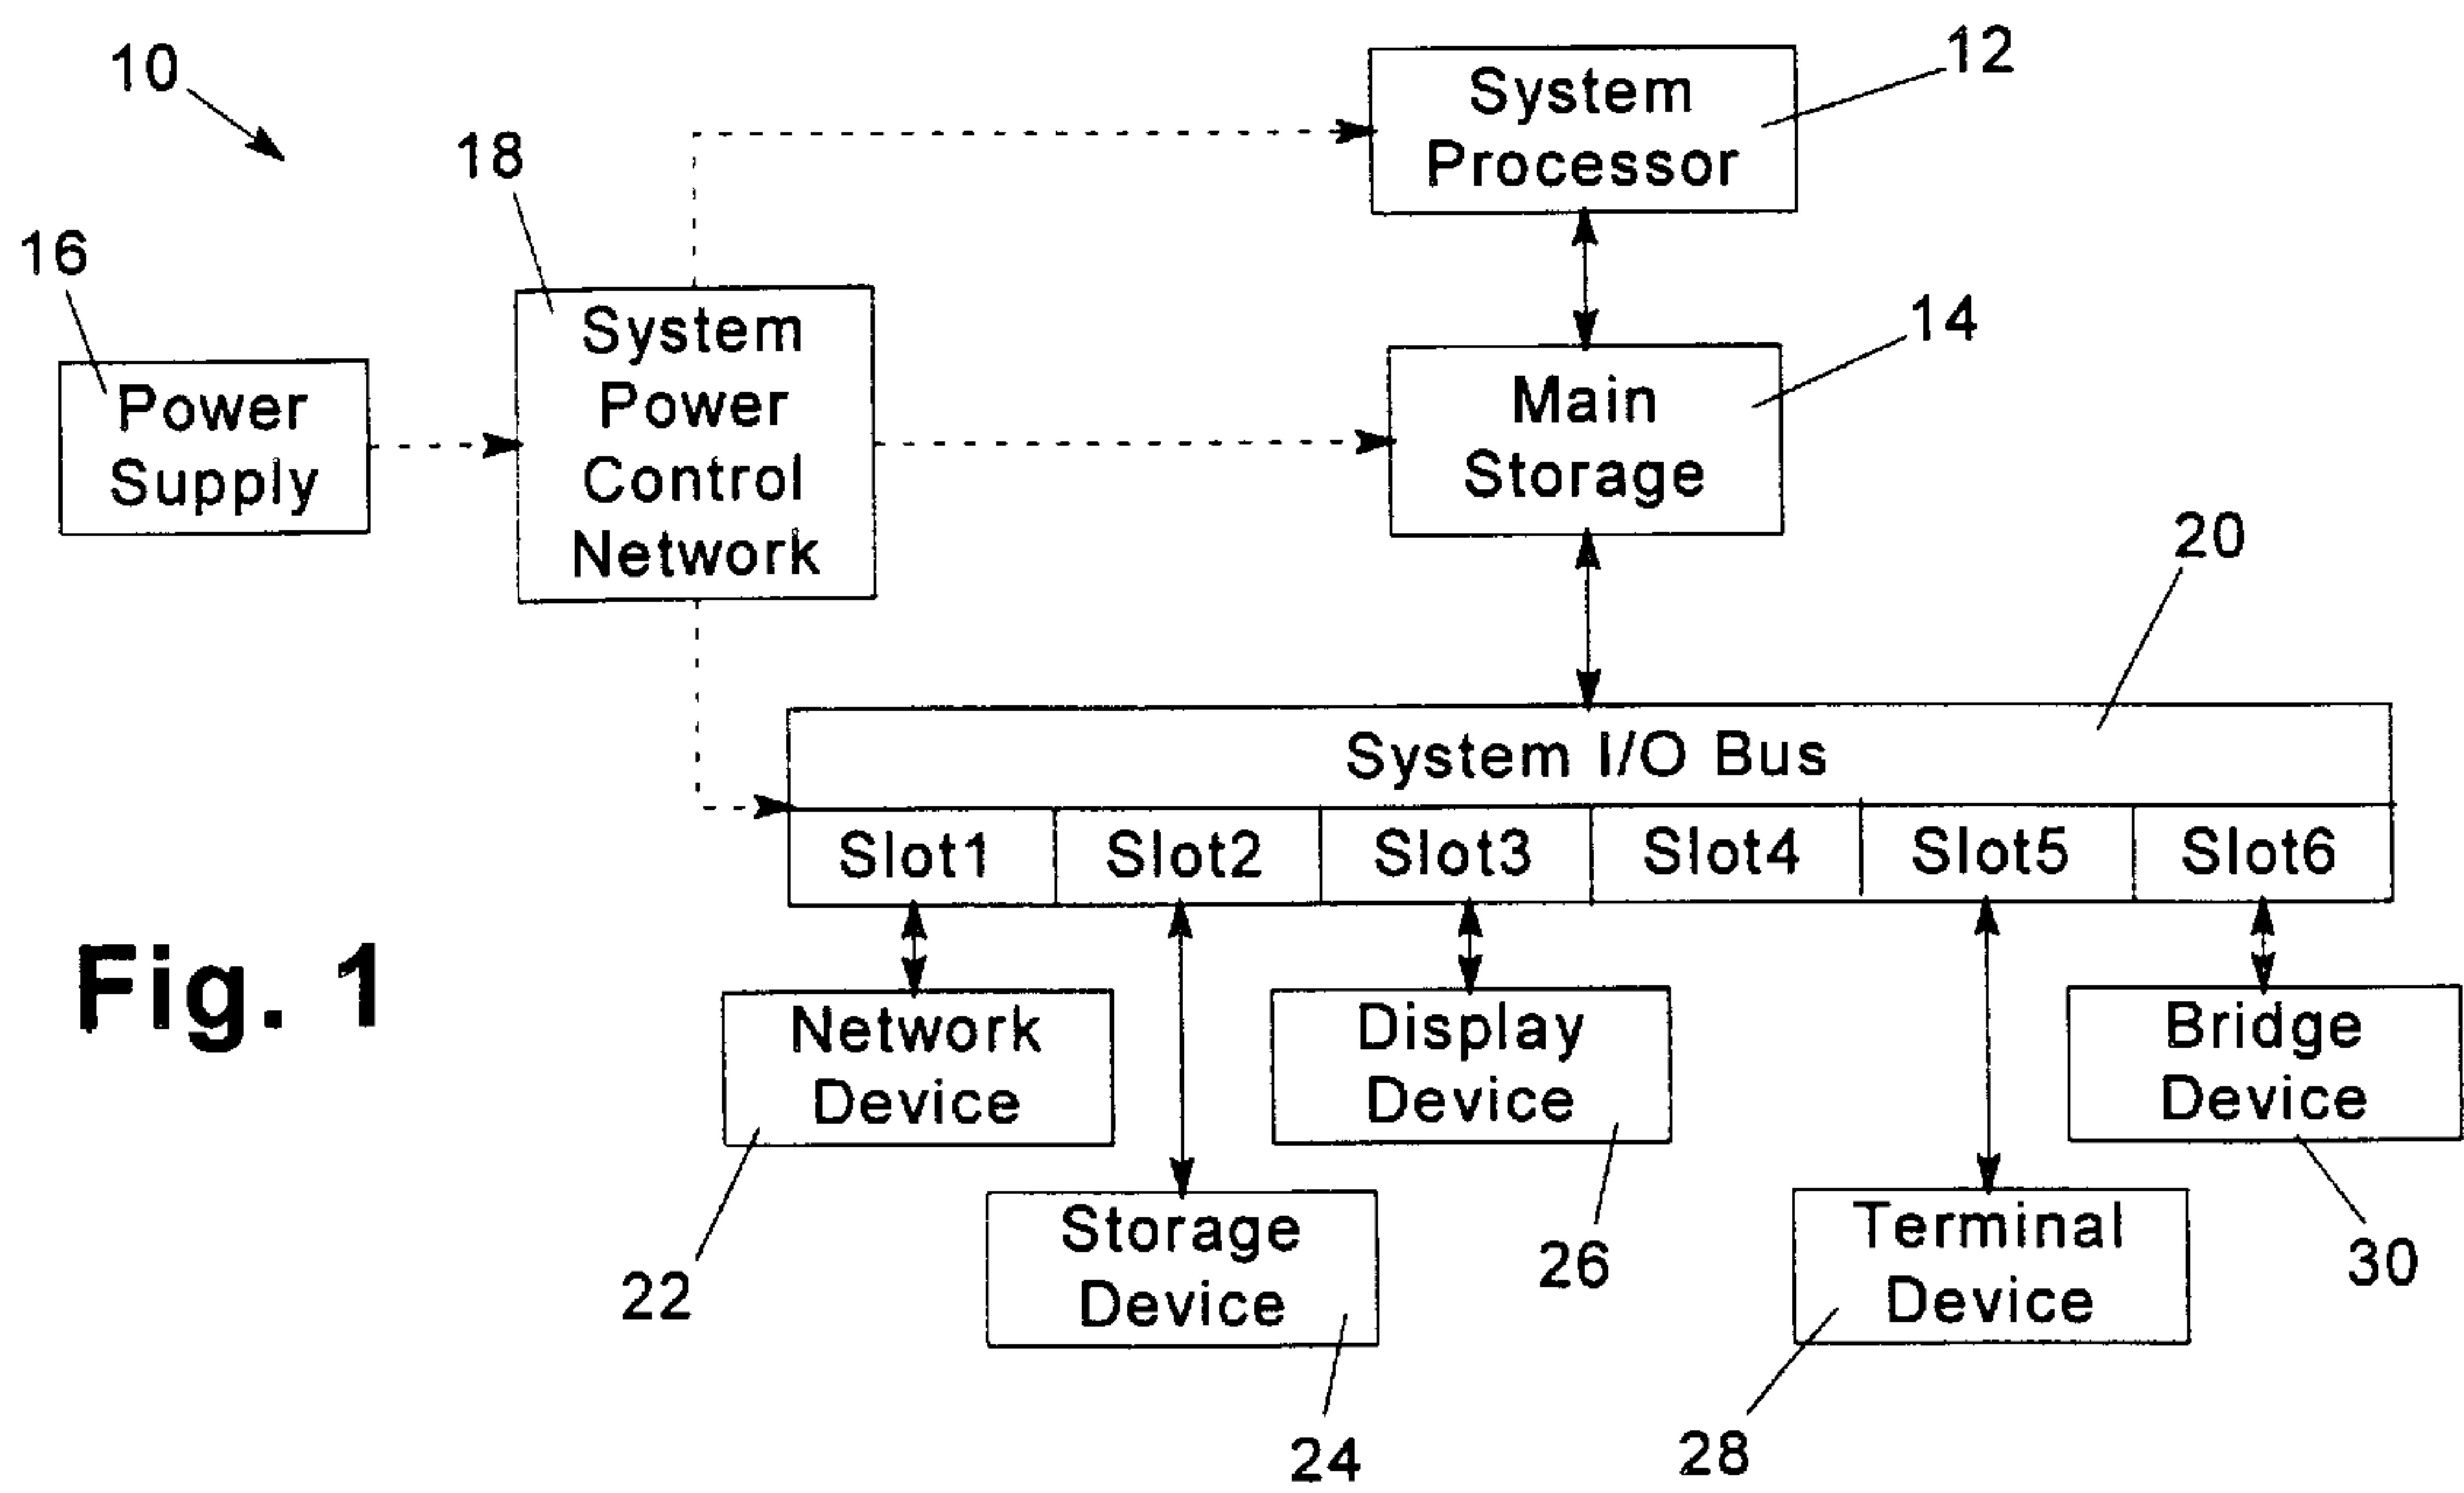 10
12
System
Processor
18
16
System
Power
Control
Network
14
Main
Storage
Power
Supply
20
System I/O Bus
Slot1 Slot2 Slot3 Slot4 Slot5 Slot6
Fig. 1
Network
Device
Display
Device
Bridge
Device
22
Storage
Device
26
Terminal
Device
30
24
28